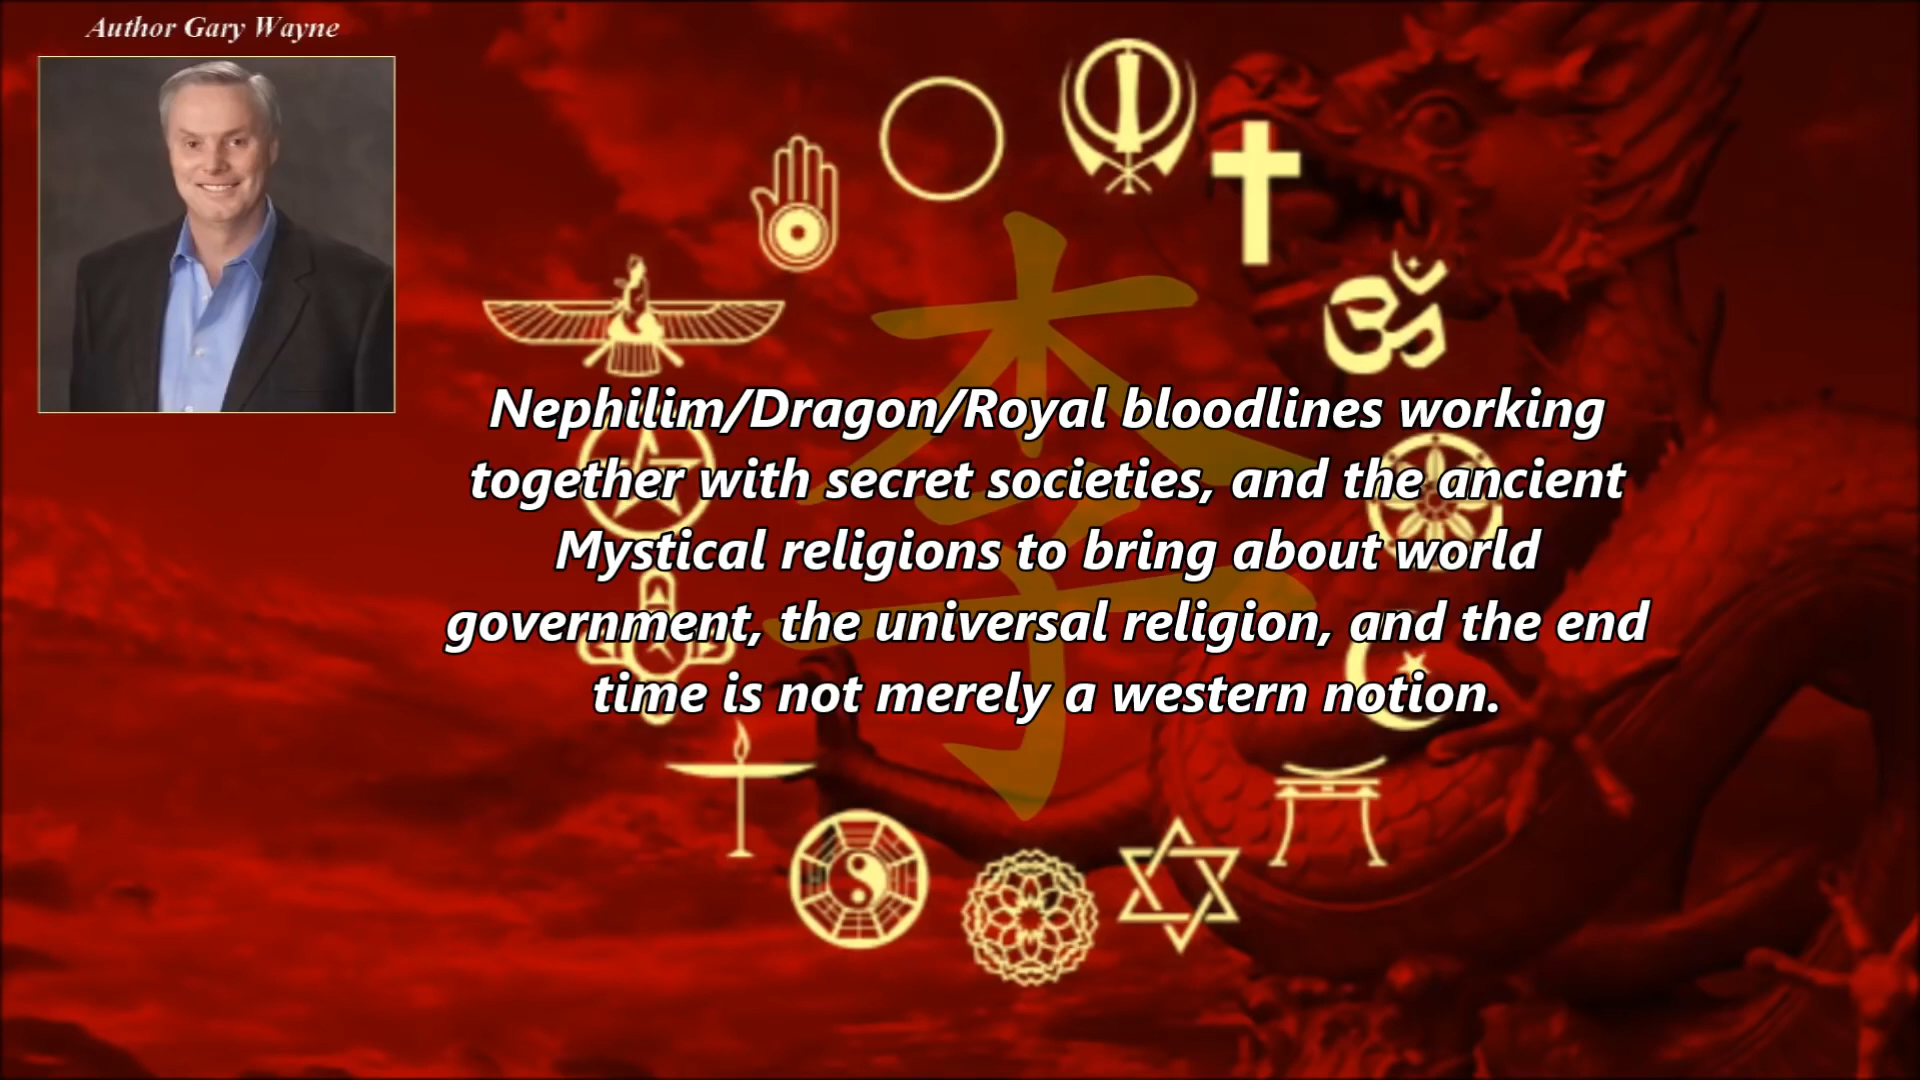 Author Gary Wayne
李
Nephilim/Dragon/Royal bloodlines working
together with secret societies, and the ancient
Mystical religions to bring about world
government, the universal religion, and the end
time is not merely a western notion.